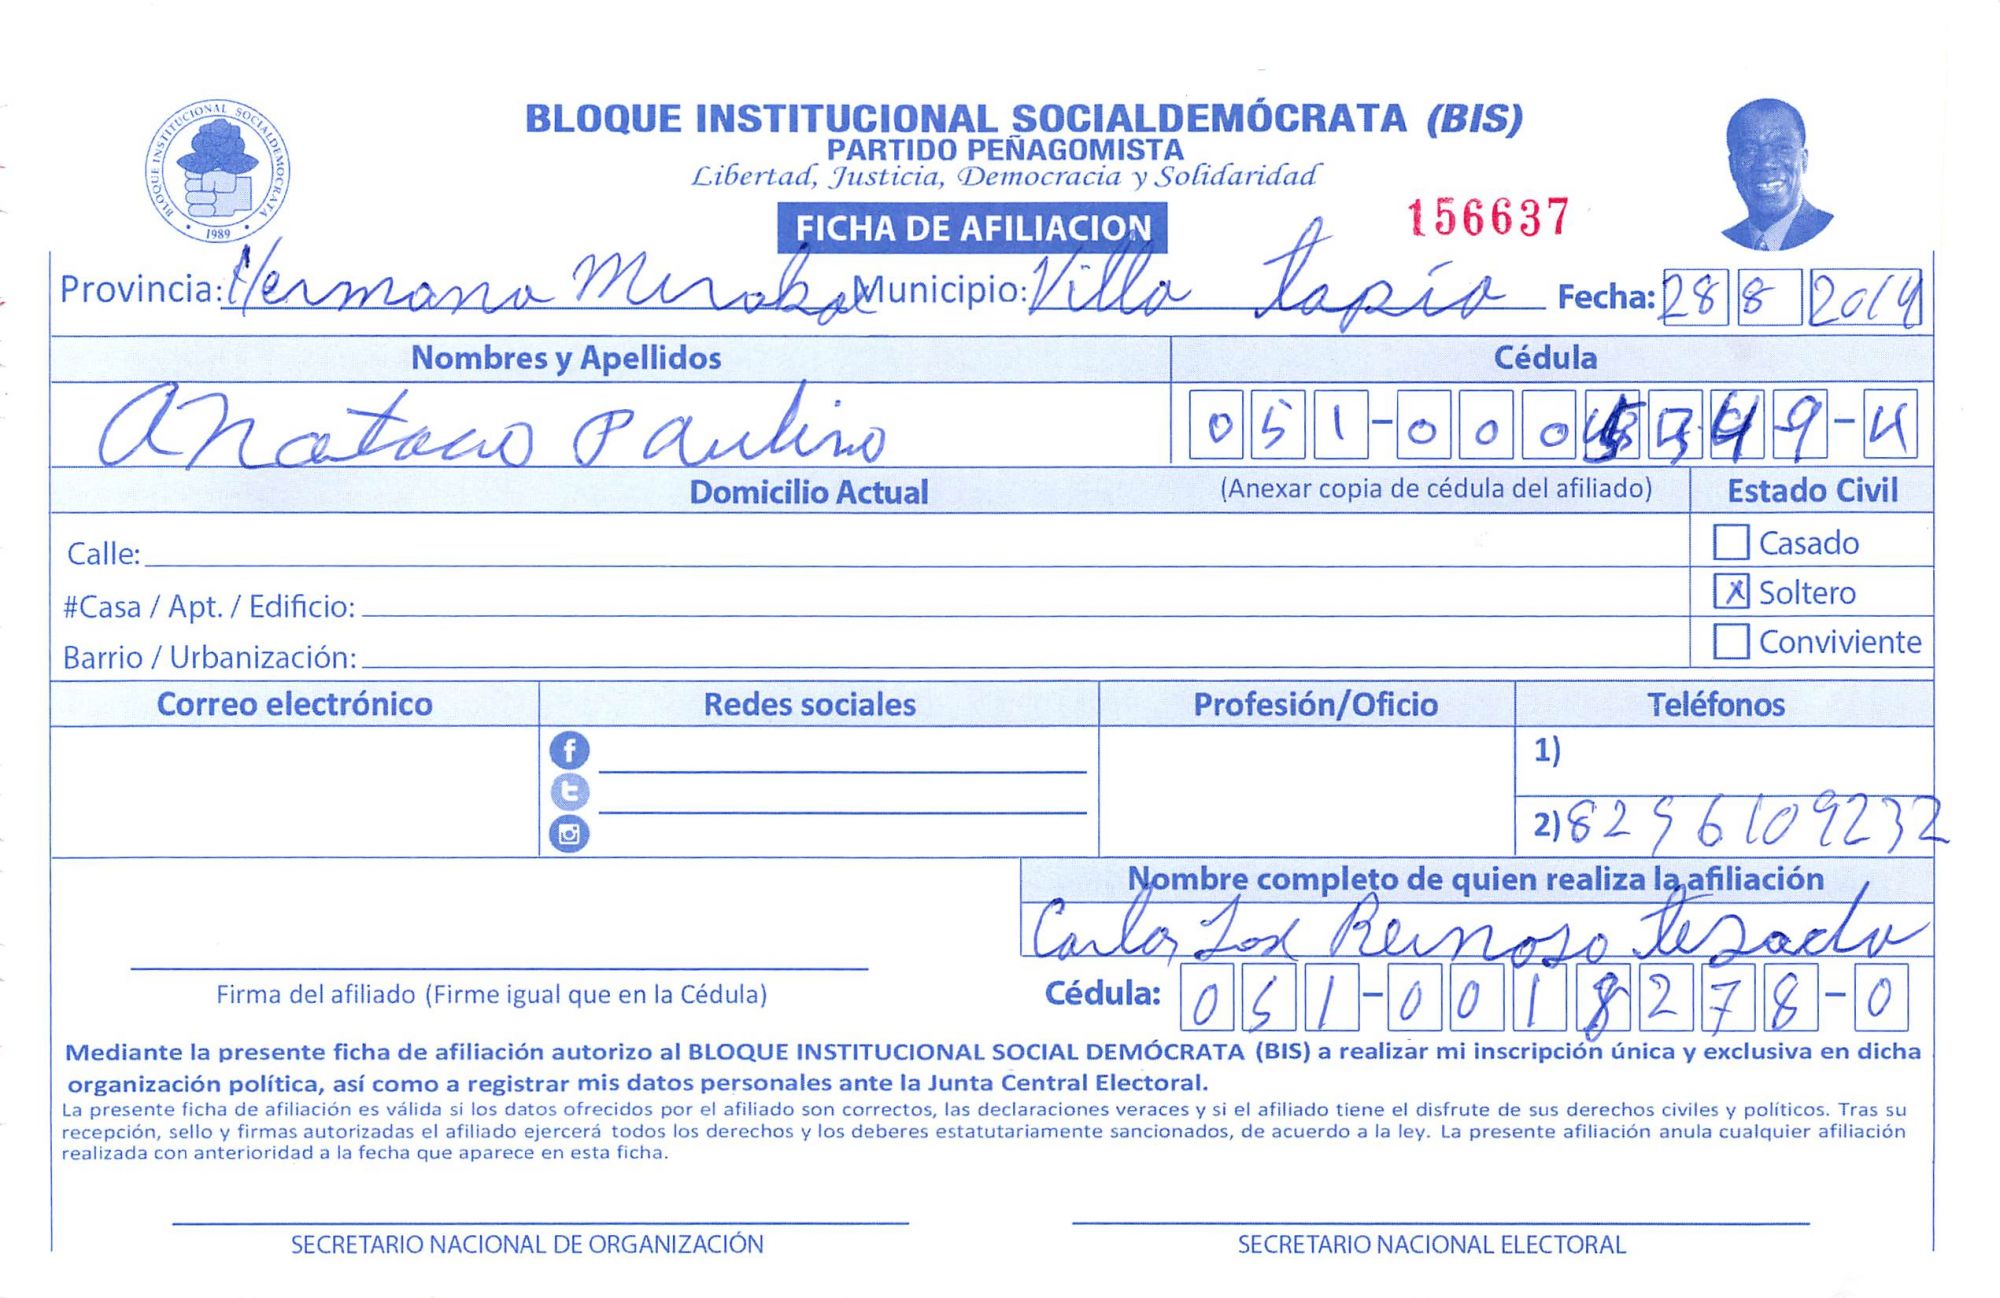 BLOQUE INSTITUCIONAL SOCIALDEMOCRATA
1989
BLOQUE INSTITUCIONAL SOCIALDEMÓCRATA (BIS)
PARTIDO PEÑAGOMISTA
Libertad, Justicia, Democracia y Solidaridad
FICHA DE AFILIACION
156637
Provincia: Hermana Mirabal Municipio: Villa tapia Fecha: 28 8 2019
Nombres y Apellidos Cédula
Anatacio Paulino 051-000
Domicilio Actual (Anexar copia de cédula del afiliado) Estado Civil
Calle: Casado
#Casa / Apt. / Edificio: X Soltero
Barrio / Urbanización: Conviviente
Correo electrónico Redes sociales Profesión/Oficio Teléfonos
1)
2) 8296109232
Nombre completo de quien realiza la afiliación
Carlos Reinoso
Firma del afiliado (Firme igual que en la Cédula) Cédula: 051-0018278-0
Mediante la presente ficha de afiliación autorizo al BLOQUE INSTITUCIONAL SOCIAL DEMÓCRATA (BIS) a realizar mi inscripción única y exclusiva en dicha
organización política, así como a registrar mis datos personales ante la Junta Central Electoral.
La presente ficha de afiliación es válida si los datos ofrecidos por el afiliado son correctos, las declaraciones veraces y si el afiliado tiene el disfrute de sus derechos civiles y políticos. Tras su
recepción, sello y firmas autorizadas el afiliado ejercerá todos los derechos y los deberes estatutariamente sancionados, de acuerdo a la ley. La presente afiliación anula cualquier afiliación
realizada con anterioridad a la fecha que aparece en esta ficha.
SECRETARIO NACIONAL DE ORGANIZACIÓN SECRETARIO NACIONAL ELECTORAL